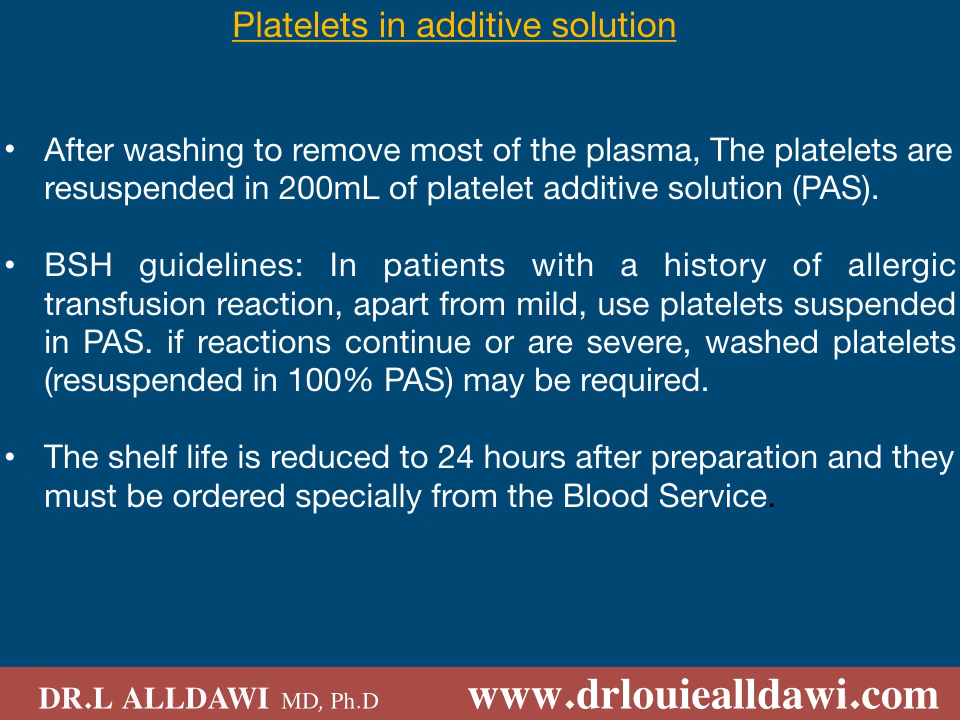 Platelets in additive solution
• After washing to remove most of the plasma, The platelets are
resuspended in 200mL of platelet additive solution (PAS).
• BSH guidelines: In patients with a history of allergic
transfusion reaction, apart from mild, use platelets suspended
in PAS. if reactions continue or are severe, washed platelets
(resuspended in 100% PAS) may be required.
• The shelf life is reduced to 24 hours after preparation and they
must be ordered specially from the Blood Service.
DR.L ALLDAWI MD, Ph.D www.drlouiealldawi.com